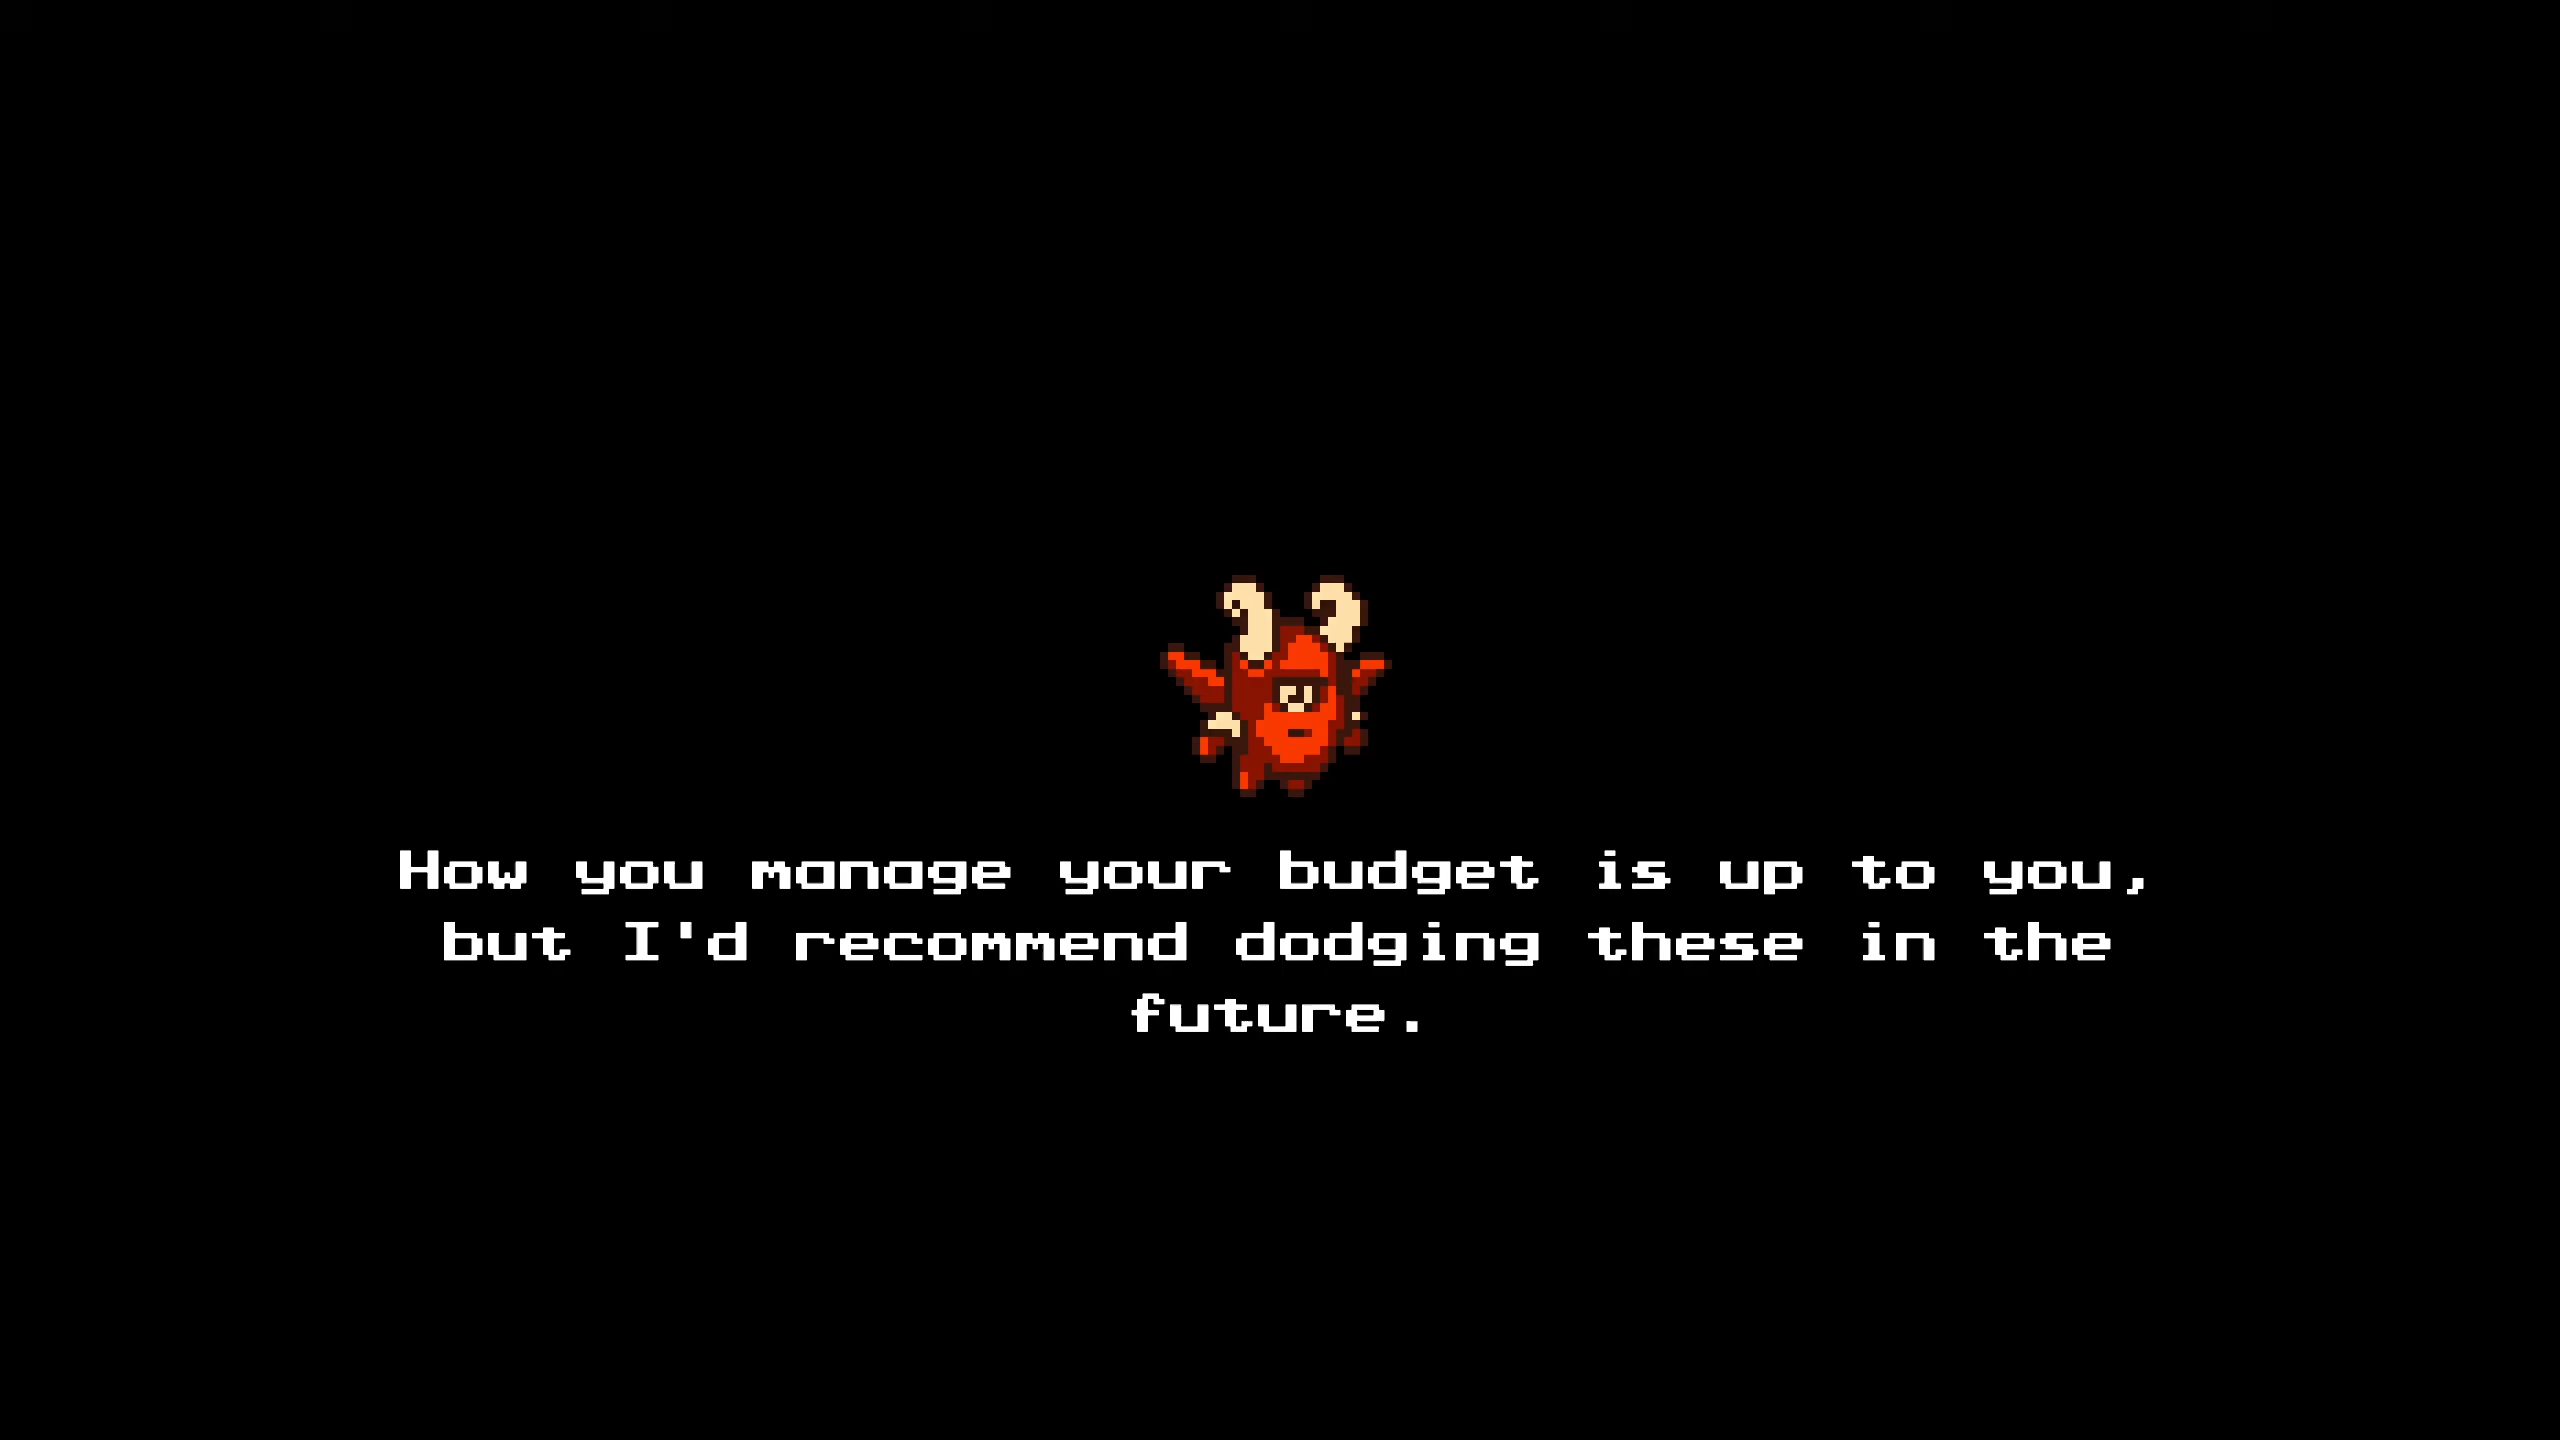 How you manage your budget is up to you,
but I'd recommend dodging these in the
future.